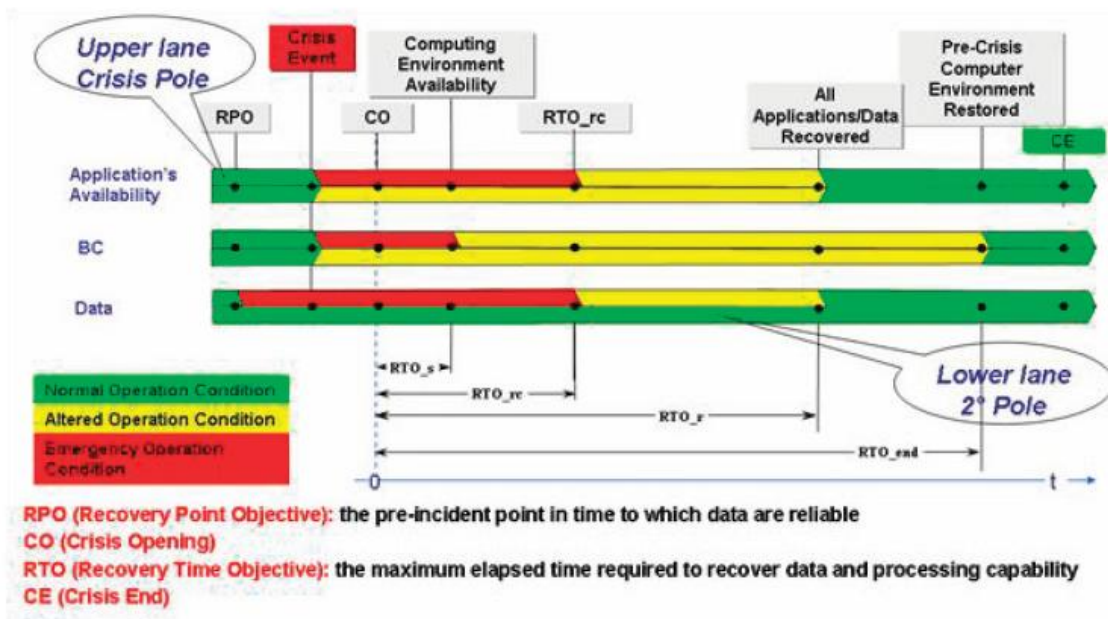 Upper lane
Crisis Pole
Crisis
Event
Computing
Environment
Availability
Pre-Crisis
Computer
Environment
Restored
RPO
CO
RTO_rc
All
Applications/Data
Recovered
CE
Application's
Availability
BC
Data
RTO_s
RTO_rc
RTO_r
RTO_end
Lower lane
2° Pole
Normal Operation Condition
Altered Operation Condition
Emergency Operation
Condition
0
t
RPO (Recovery Point Objective): the pre-incident point in time to which data are reliable
CO (Crisis Opening)
RTO (Recovery Time Objective): the maximum elapsed time required to recover data and processing capability
CE (Crisis End)